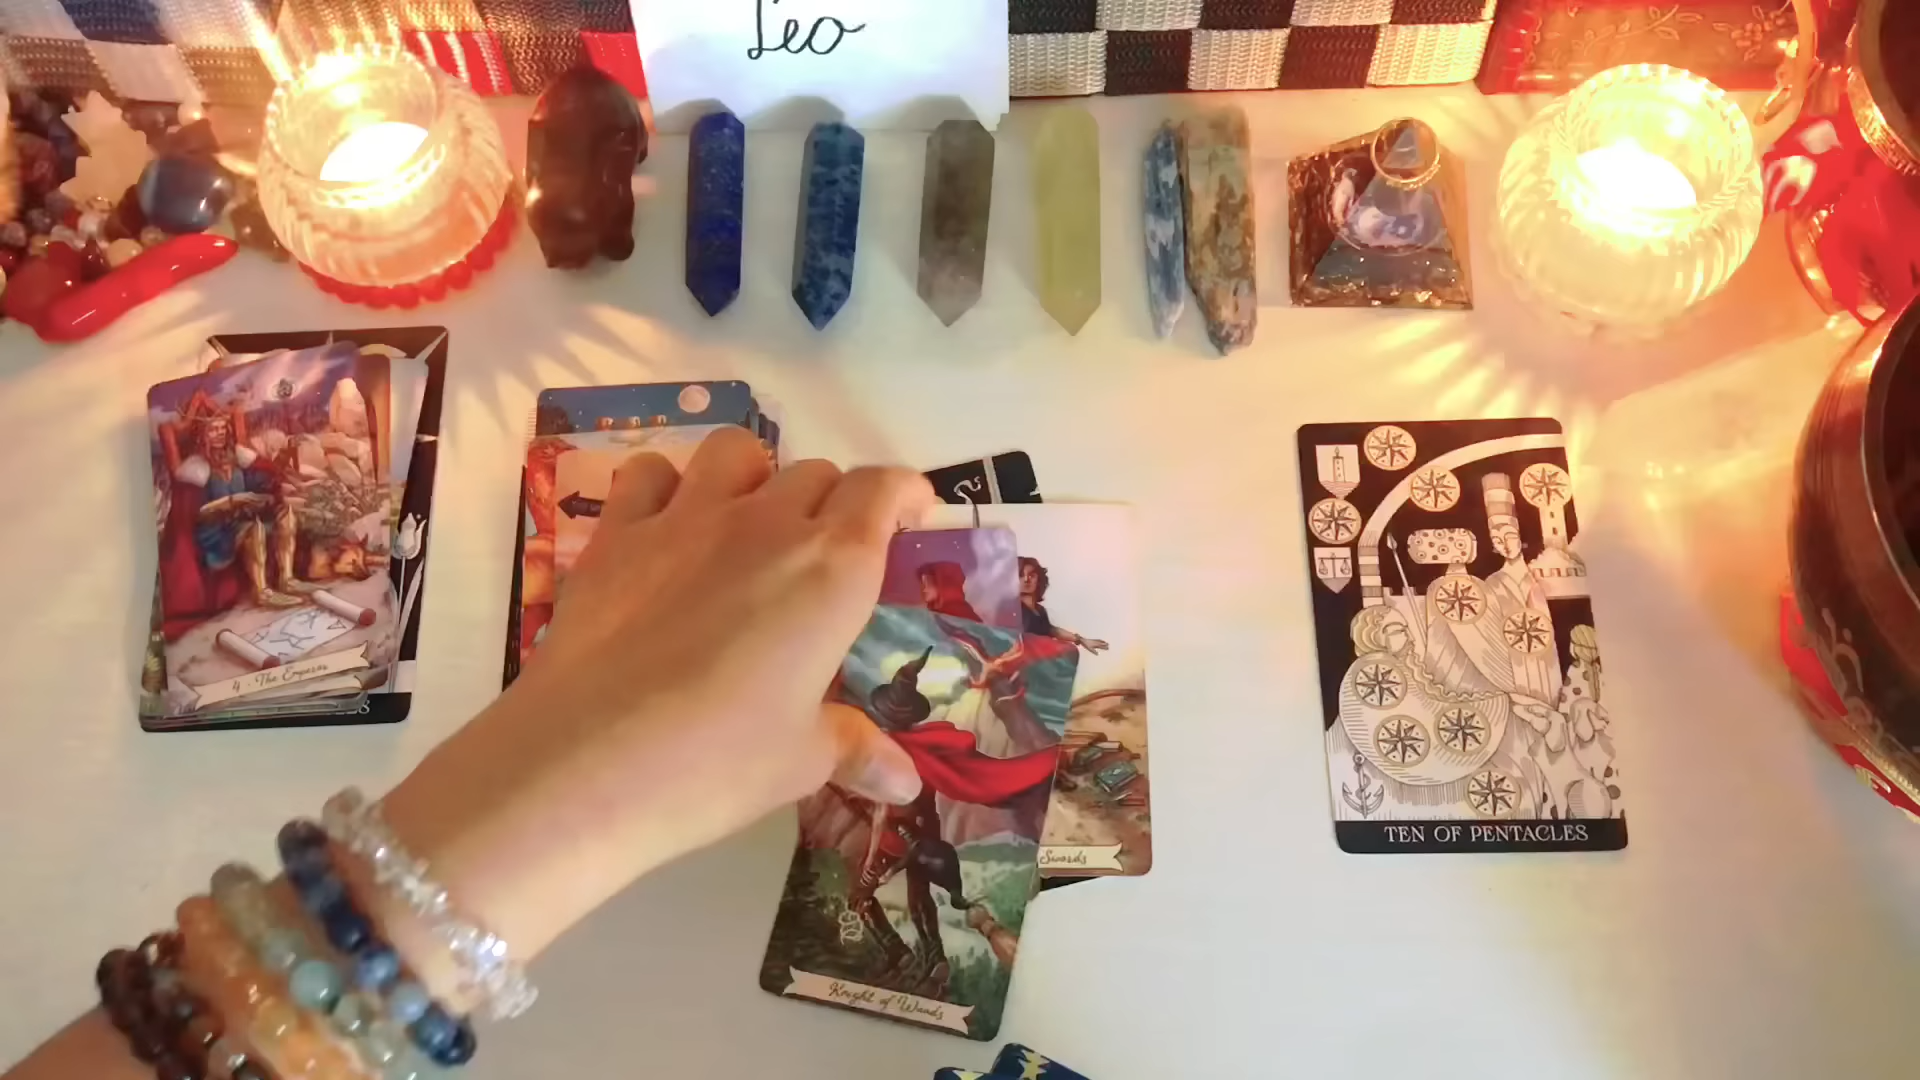 Leo
4 - The Emperor
Swords
Knight of Wands
TEN OF PENTACLES